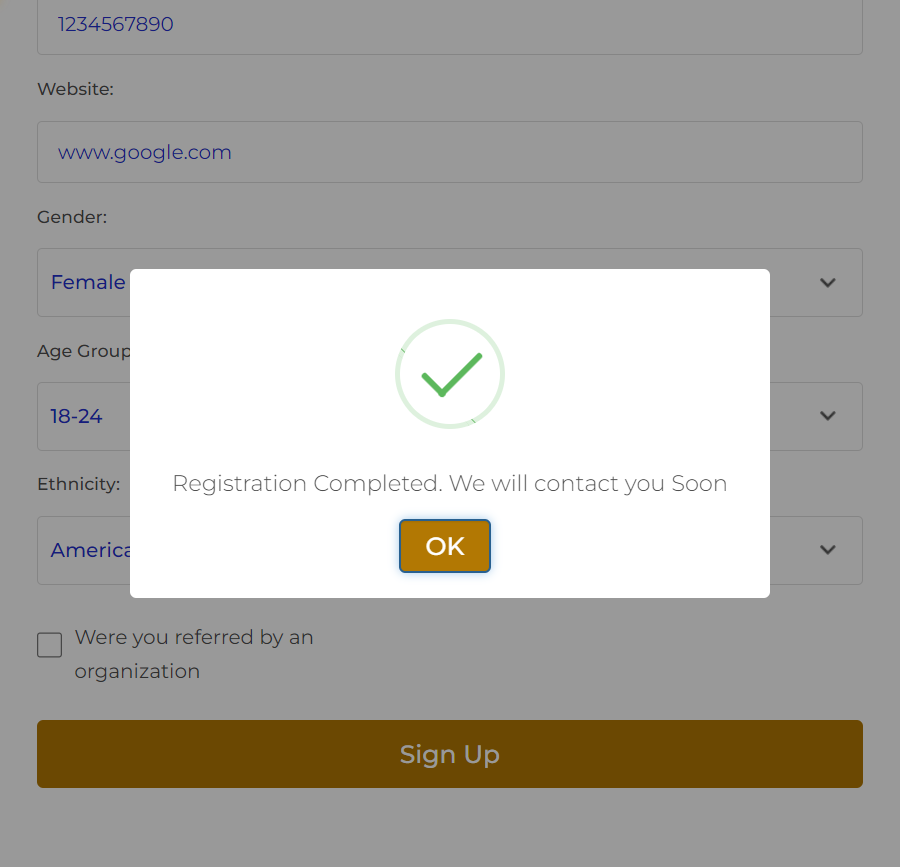 1234567890
Website:
www.google.com
Gender:
Female
Age Group
18-24
Ethnicity:
America
Registration Completed. We will contact you Soon
OK
Were you referred by an
organization
Sign Up